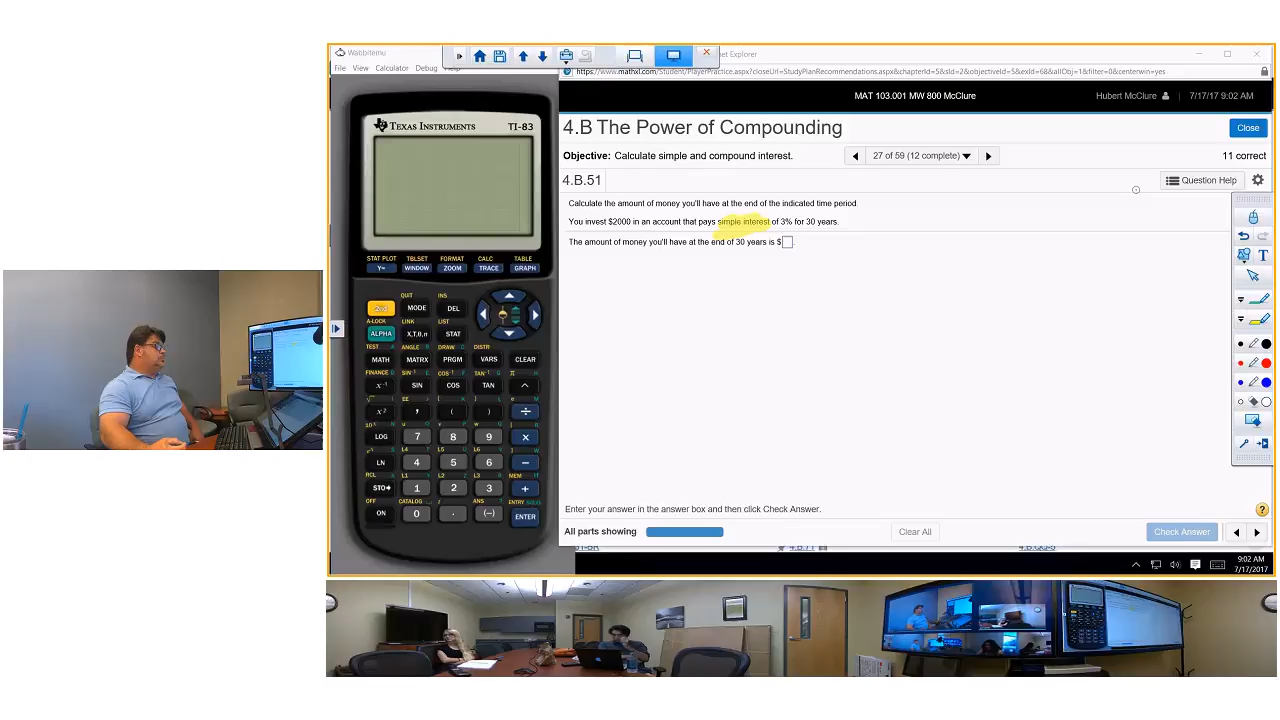 Wabbitemu
File View Calculator Debug
net Explorer
https://www.mathxl.com/Student/PlayerPractice.aspx?closeUrl=StudyPlanRecommendations.aspx&chapterId=5&sId=2&objectiveId=5&exId=68&allObj=1&filter=0&centerwin=yes
MAT 103.001 MW 800 McClure
Hubert McClure 7/17/17 9:02 AM
4.B The Power of Compounding
Close
Objective: Calculate simple and compound interest.
27 of 59 (12 complete)
11 correct
4.B.51
Question Help
Calculate the amount of money you'll have at the end of the indicated time period.
You invest $2000 in an account that pays simple interest of 3% for 30 years.
The amount of money you'll have at the end of 30 years is $
Enter your answer in the answer box and then click Check Answer.
All parts showing
Clear All
Check Answer
9:02 AM
7/17/2017
TEXAS INSTRUMENTS TI-83
STAT PLOT TBLSET FORMAT CALC TABLE
Y= WINDOW ZOOM TRACE GRAPH
QUIT INS
2nd MODE DEL
A-LOCK LINK LIST
ALPHA X,T,θ,n STAT
TEST A ANGLE B DRAW C DISTR
MATH MATRX PRGM VARS CLEAR
FINANCE D SIN⁻¹ E COS⁻¹ F TAN⁻¹ G π H
x⁻¹ SIN COS TAN ^
x² , ( ) ÷
LOG 7 8 9 ×
LN 4 5 6 −
RCL X L1 Y L2 Z L3 θ MEM "
STO▸ 1 2 3 +
OFF CATALOG ANS ENTRY SOLVE
ON 0 . (−) ENTER